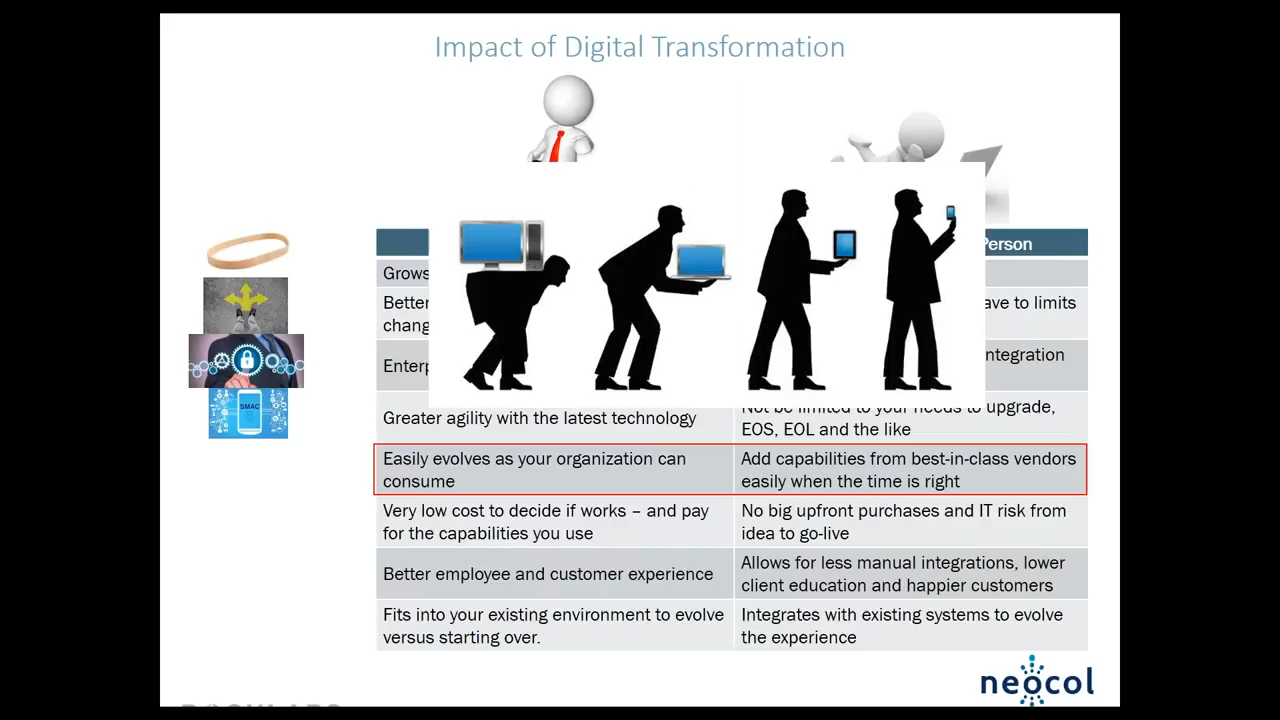 Impact of Digital Transformation
Person
Grows
Better
ave to limits
chang
Enterp
ntegration
SMAC
Greater agility with the latest technology
Not be limited to your needs to upgrade,
EOS, EOL and the like
Easily evolves as your organization can
consume
Add capabilities from best-in-class vendors
easily when the time is right
Very low cost to decide if works – and pay
for the capabilities you use
No big upfront purchases and IT risk from
idea to go-live
Better employee and customer experience
Allows for less manual integrations, lower
client education and happier customers
Fits into your existing environment to evolve
versus starting over.
Integrates with existing systems to evolve
the experience
neocol